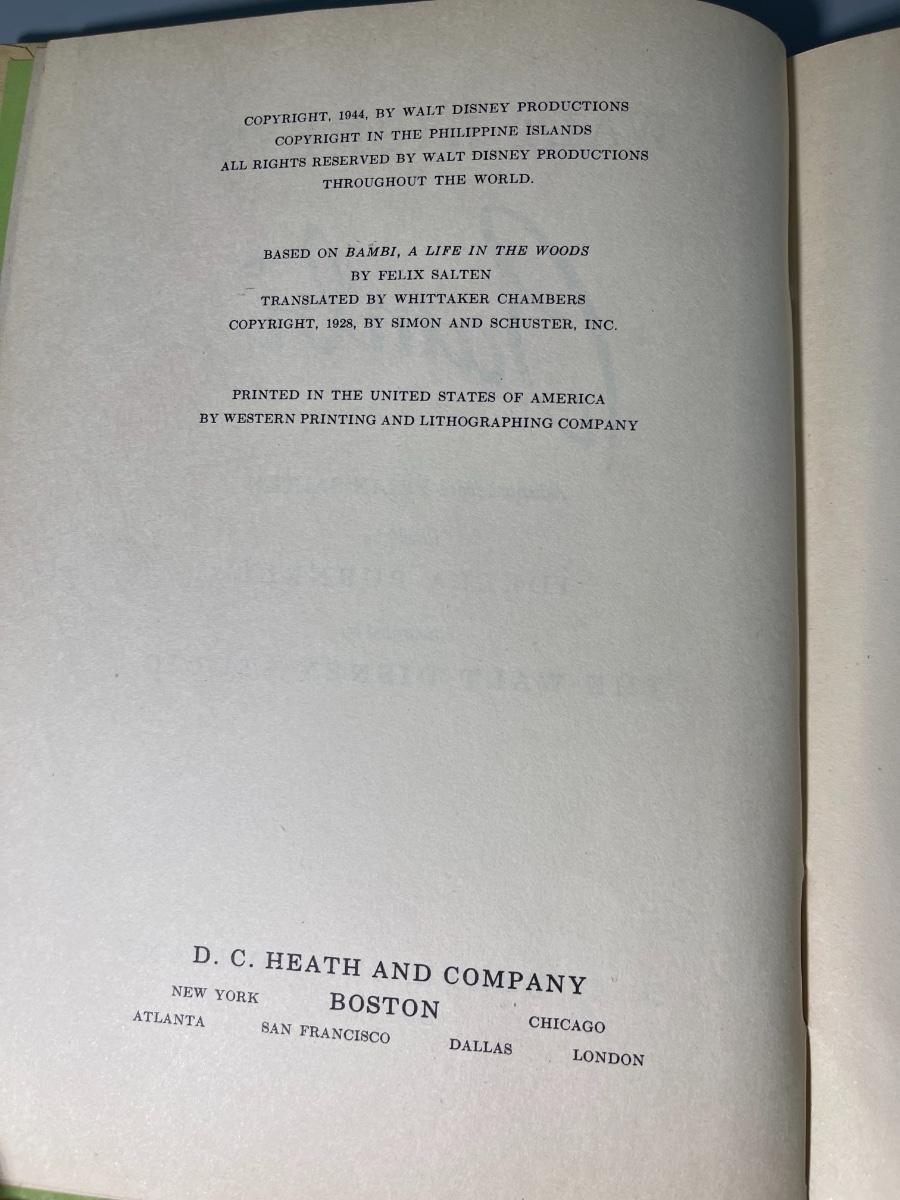 COPYRIGHT, 1944, BY WALT DISNEY PRODUCTIONS
COPYRIGHT IN THE PHILIPPINE ISLANDS
ALL RIGHTS RESERVED BY WALT DISNEY PRODUCTIONS
THROUGHOUT THE WORLD.
BASED ON BAMBI, A LIFE IN THE WOODS
BY FELIX SALTEN
TRANSLATED BY WHITTAKER CHAMBERS
COPYRIGHT, 1928, BY SIMON AND SCHUSTER, INC.
PRINTED IN THE UNITED STATES OF AMERICA
BY WESTERN PRINTING AND LITHOGRAPHING COMPANY
D. C. HEATH AND COMPANY
NEW YORK BOSTON CHICAGO
ATLANTA SAN FRANCISCO DALLAS LONDON